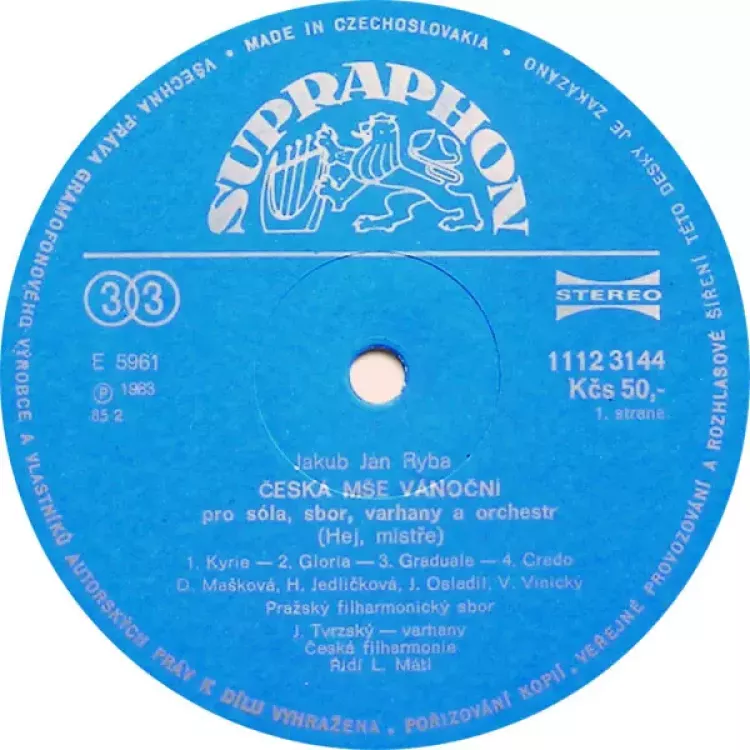 VŠECHNA PRÁVA GRAMOFONOVÉHO VÝROBCE A VLASTNÍKŮ AUTORSKÝCH PRÁV K DÍLU VYHRAŽENA. POŘIZOVÁNÍ KOPIÍ, VEŘEJNÉ PROVOZOVÁNÍ A ROZHLASOVÉ ŠÍŘENÍ TÉTO DESKY JE ZAKÁZÁNO • MADE IN CZECHOSLOVAKIA •
SUPRAPHON
33
STEREO
E 5961
1112 3144
℗ 1983
Kčs 50,-
85 2
1. strana
Jakub Jan Ryba
ČESKÁ MŠE VÁNOČNÍ
pro sóla, sbor, varhany a orchestr
(Hej, mistře)
1. Kyrie — 2. Gloria — 3. Graduale — 4. Credo
D. Mašková, H. Jedličková, J. Osladil, V. Vinický
Pražský filharmonický sbor
J. Tvrzský — varhany
Česká filharmonie
Řídí L. Mátl